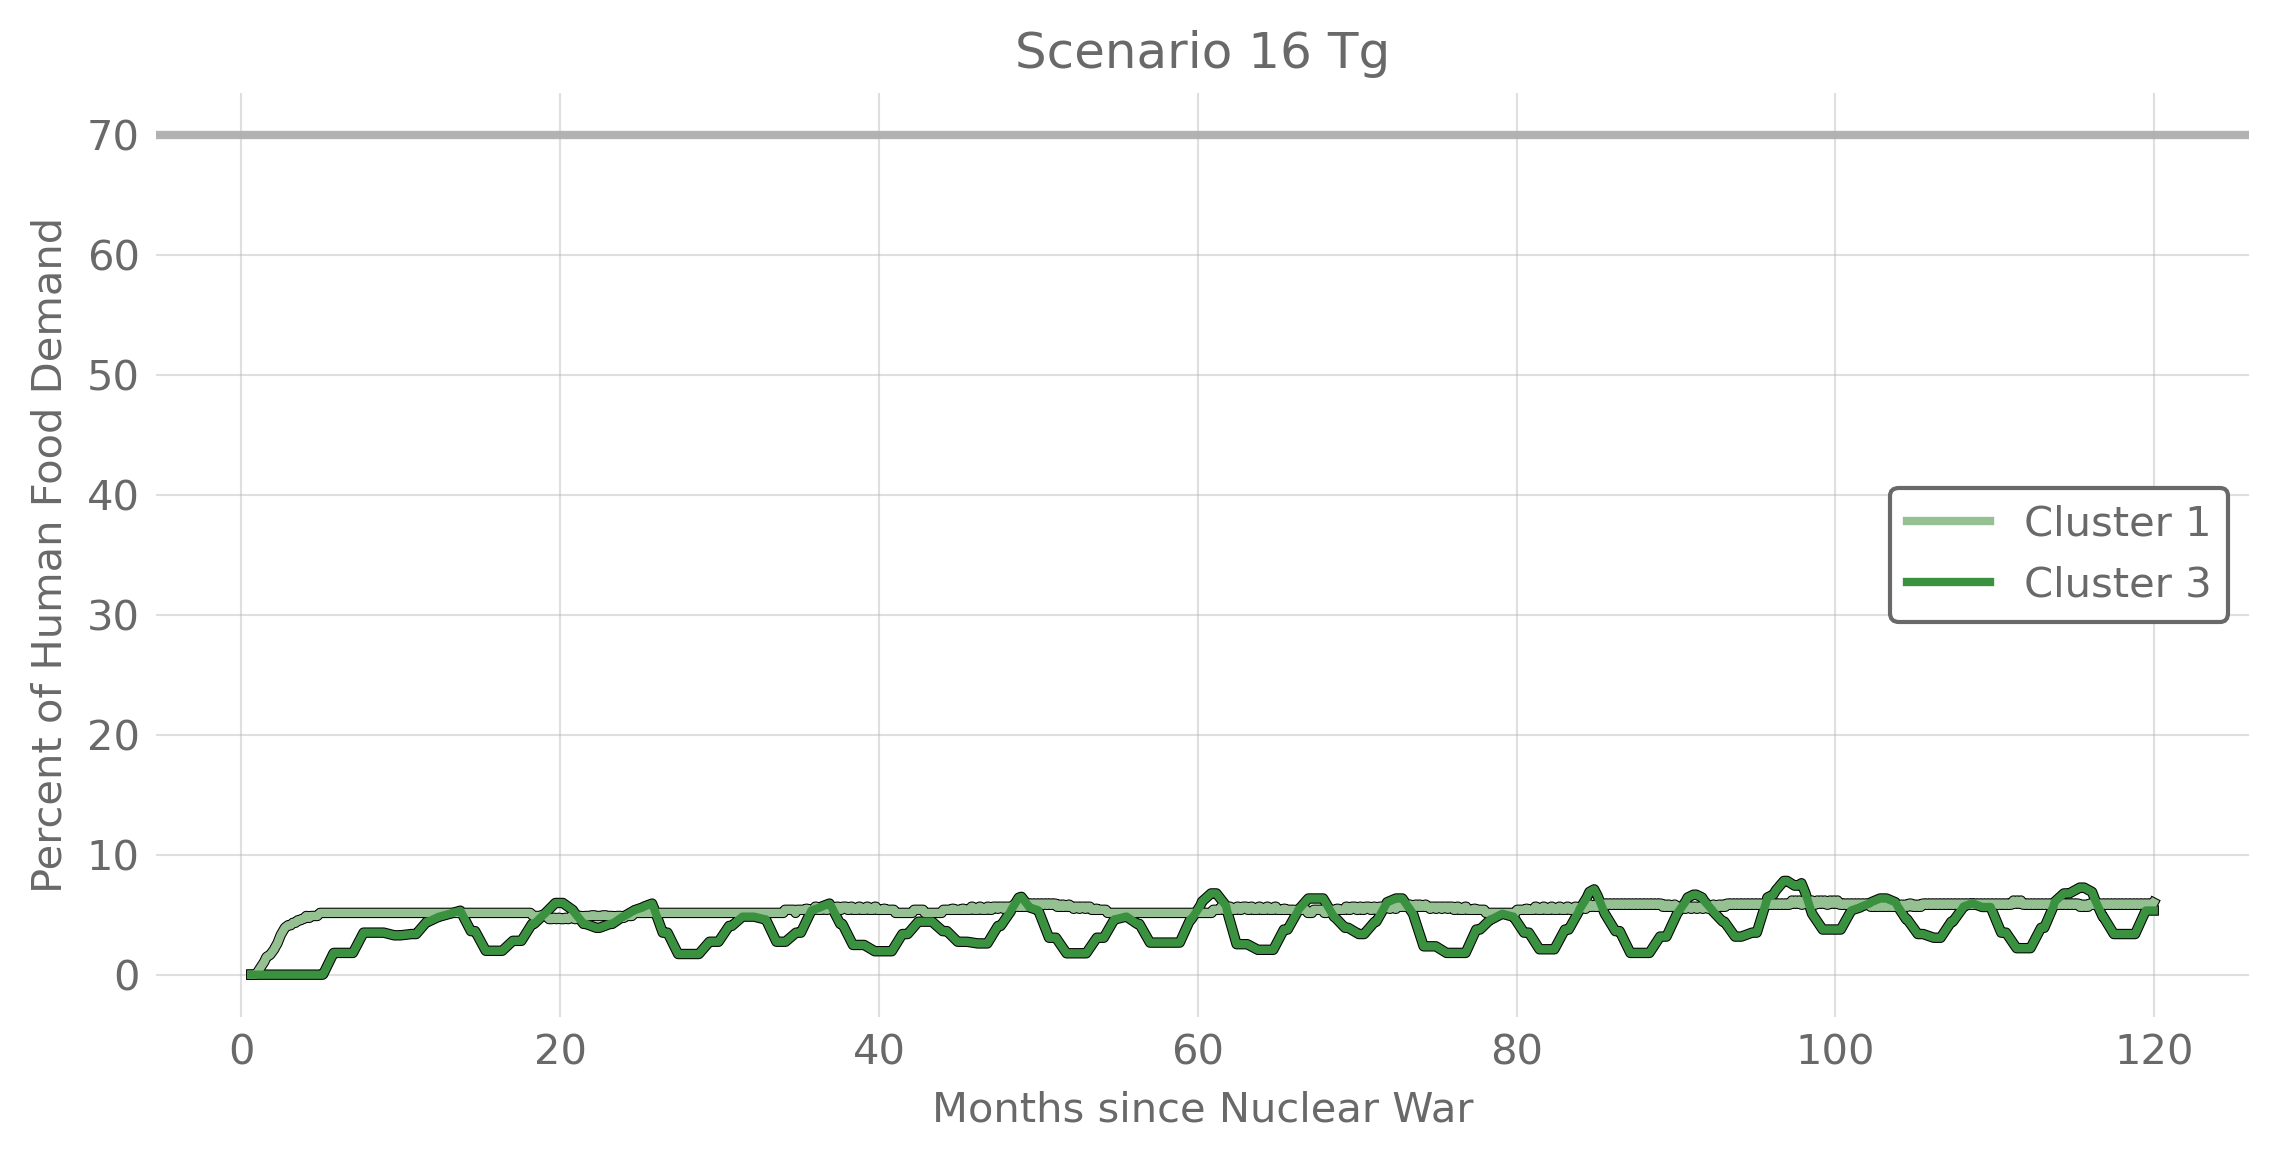 Scenario 16 Tg
Percent of Human Food Demand
70
60
50
40
30
20
10
0
Cluster 1
Cluster 3
0 20 40 60 80 100 120
Months since Nuclear War